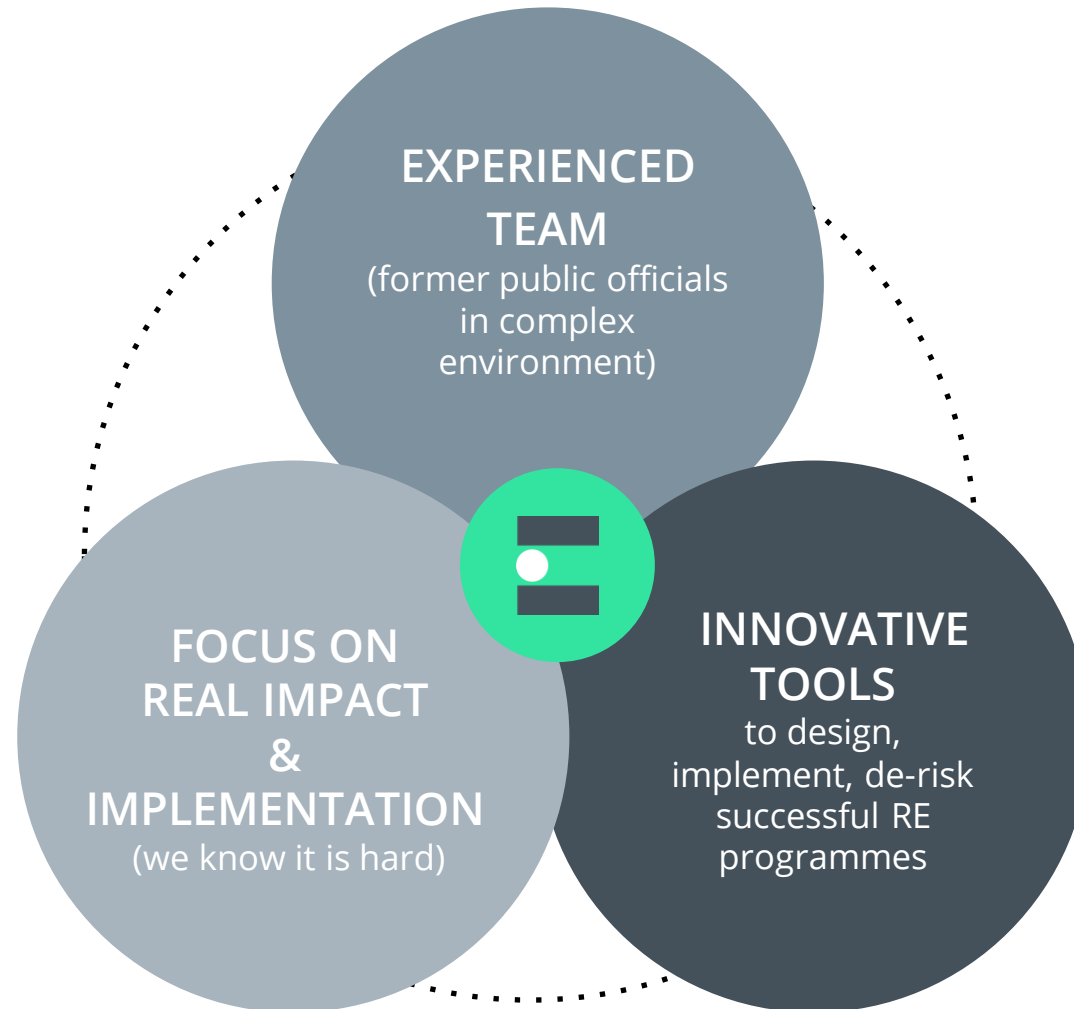 EXPERIENCED
TEAM
(former public officials
in complex
environment)
FOCUS ON
REAL IMPACT
&
IMPLEMENTATION
(we know it is hard)
INNOVATIVE
TOOLS
to design,
implement, de-risk
successful RE
programmes